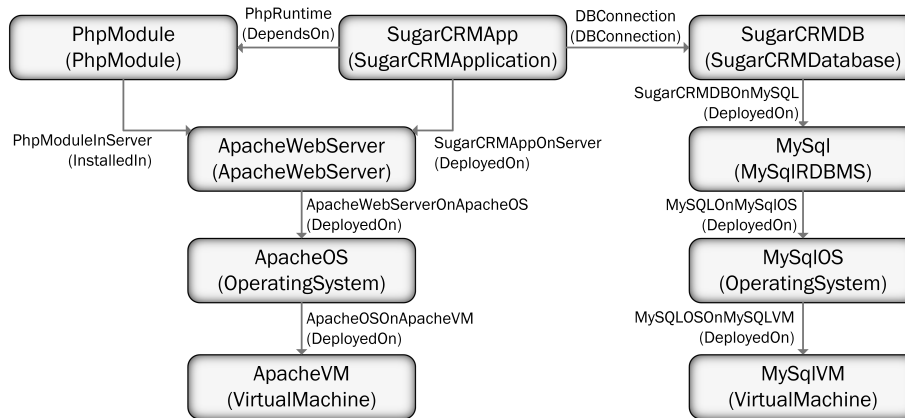 PhpModule
(PhpModule)
PhpRuntime
(DependsOn)
SugarCRMApp
(SugarCRMApplication)
DBConnection
(DBConnection)
SugarCRMDB
(SugarCRMDatabase)
PhpModuleInServer
(InstalledIn)
SugarCRMAppOnServer
(DeployedOn)
SugarCRMDBOnMySQL
(DeployedOn)
ApacheWebServer
(ApacheWebServer)
MySql
(MySqlRDBMS)
ApacheWebServerOnApacheOS
(DeployedOn)
MySQLOnMySqlOS
(DeployedOn)
ApacheOS
(OperatingSystem)
MySqlOS
(OperatingSystem)
ApacheOSOnApacheVM
(DeployedOn)
MySQLOSOnMySQLVM
(DeployedOn)
ApacheVM
(VirtualMachine)
MySqlVM
(VirtualMachine)